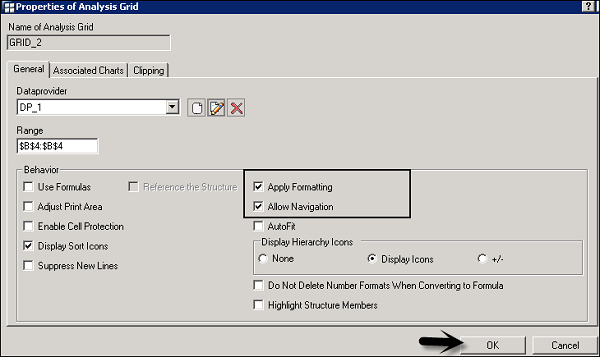 Properties of Analysis Grid
?
Name of Analysis Grid
GRID_2
General Associated Charts Clipping
Dataprovider
DP_1
Range
$B$4:$B$4
Behavior
Use Formulas Reference the Structure Apply Formatting
Adjust Print Area Allow Navigation
Enable Cell Protection AutoFit
Display Sort Icons Display Hierarchy Icons
None Display Icons +/-
Suppress New Lines
Do Not Delete Number Formats When Converting to Formula
Highlight Structure Members
OK Cancel